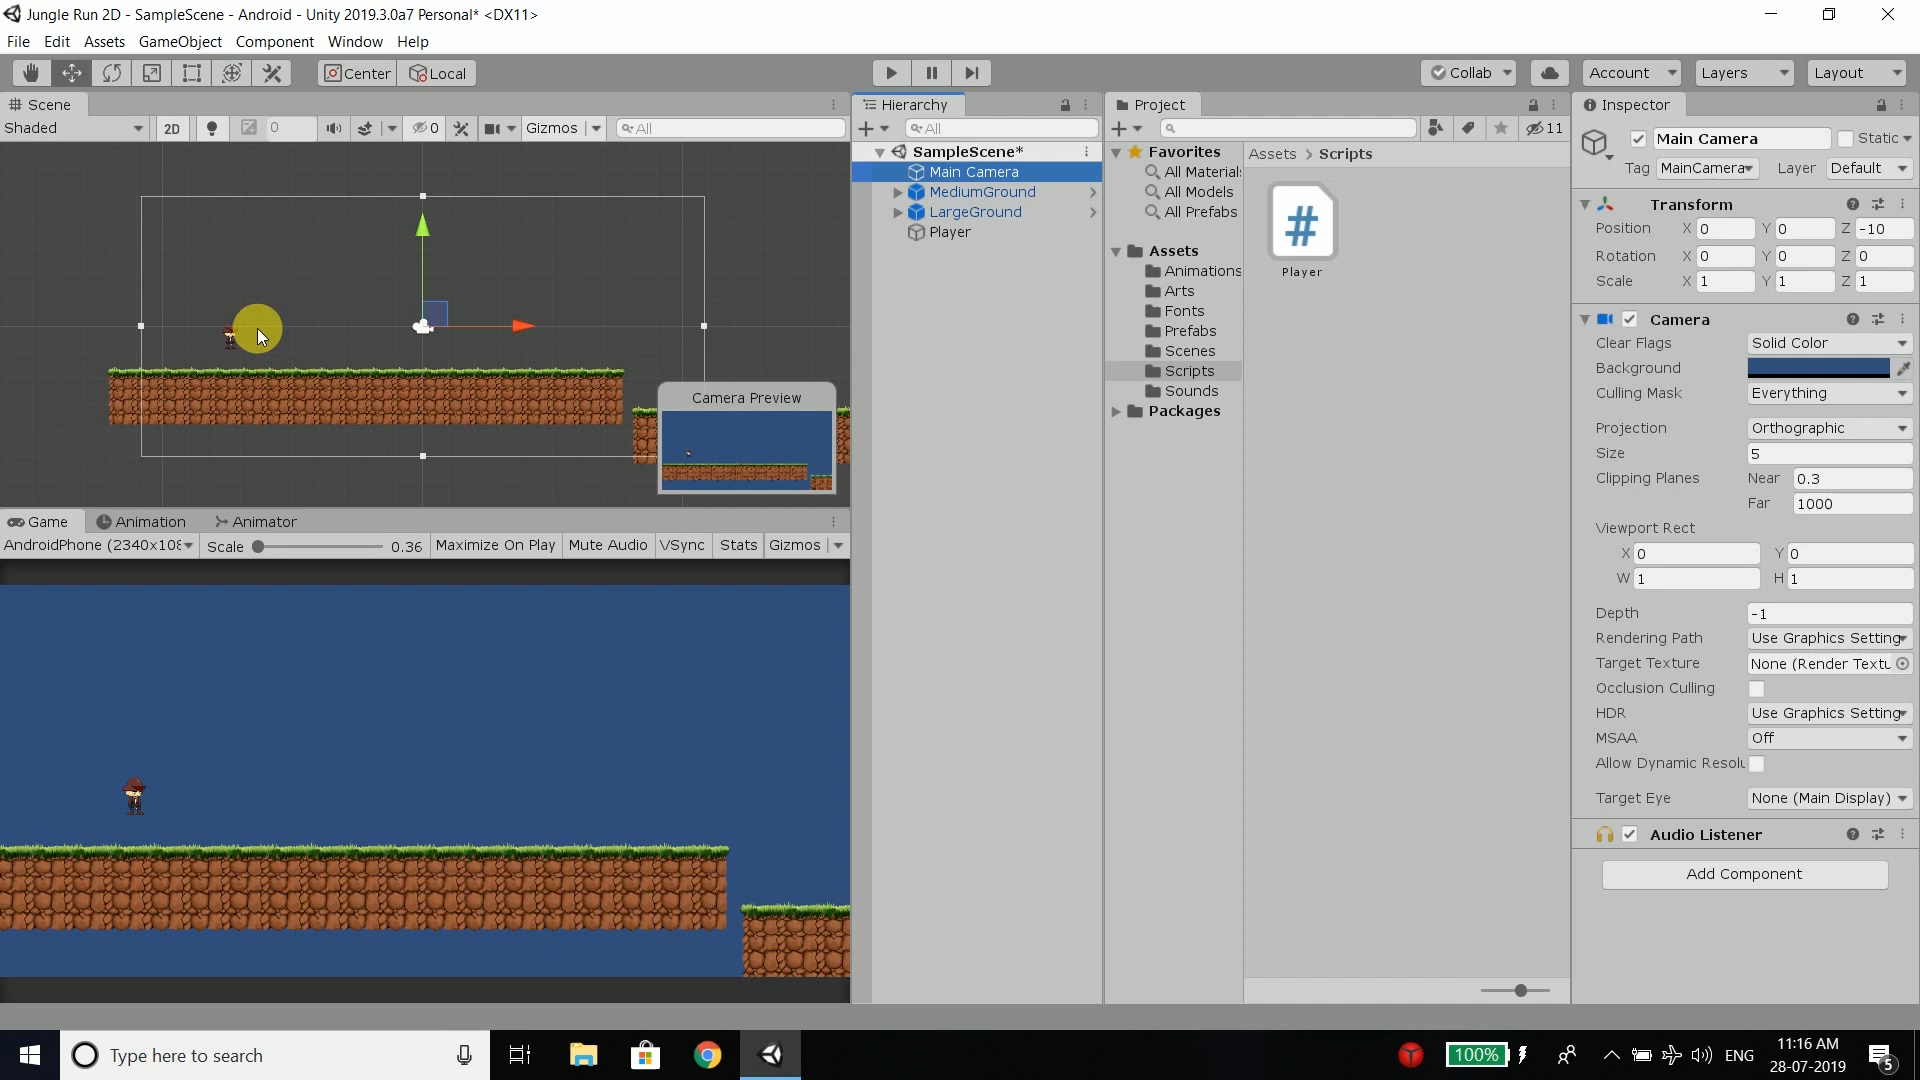 Jungle Run 2D - SampleScene - Android - Unity 2019.3.0a7 Personal* <DX11>
File Edit Assets GameObject Component Window Help
Center Local Collab Account Layers Layout
Scene
Shaded 2D 0 0 Gizmos All
Camera Preview
Game Animation Animator
AndroidPhone (2340x108 Scale 0.36 Maximize On Play Mute Audio VSync Stats Gizmos
Hierarchy
All
SampleScene*
Main Camera
MediumGround
LargeGround
Player
Project
11
Favorites
All Material
All Models
All Prefabs
Assets
Animations
Arts
Fonts
Prefabs
Scenes
Scripts
Sounds
Packages
Assets > Scripts
#
Player
Inspector
Main Camera Static
Tag MainCamera Layer Default
Transform
Position X 0 Y 0 Z -10
Rotation X 0 Y 0 Z 0
Scale X 1 Y 1 Z 1
Camera
Clear Flags Solid Color
Background
Culling Mask Everything
Projection Orthographic
Size 5
Clipping Planes Near 0.3
Far 1000
Viewport Rect
X 0 Y 0
W 1 H 1
Depth -1
Rendering Path Use Graphics Setting
Target Texture None (Render Textu
Occlusion Culling
HDR Use Graphics Setting
MSAA Off
Allow Dynamic Resolu
Target Eye None (Main Display)
Audio Listener
Add Component
Type here to search
100% ENG 11:16 AM
28-07-2019
5